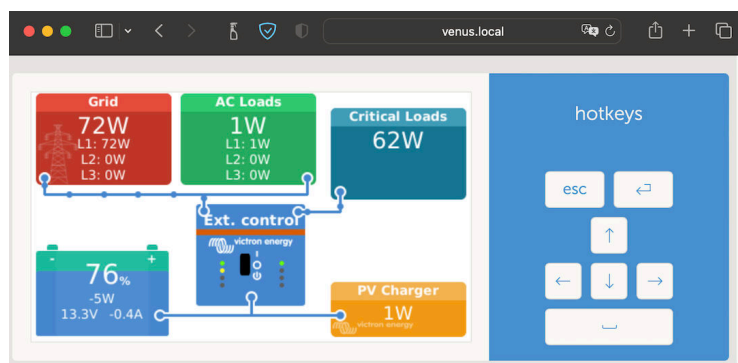 venus.local
Grid
72W
L1: 72W
L2: 0W
L3: 0W
AC Loads
1W
L1: 1W
L2: 0W
L3: 0W
Critical Loads
62W
Ext. control
victron energy
- +
76%
-5W
13.3V -0.4A
PV Charger
1W
victron energy
hotkeys
esc